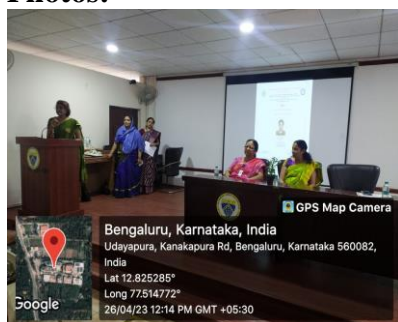 Photos:
GPS Map Camera
Bengaluru, Karnataka, India
Udayapura, Kanakapura Rd, Bengaluru, Karnataka 560082,
India
Lat 12.825285°
Long 77.514772°
26/04/23 12:14 PM GMT +05:30
Google